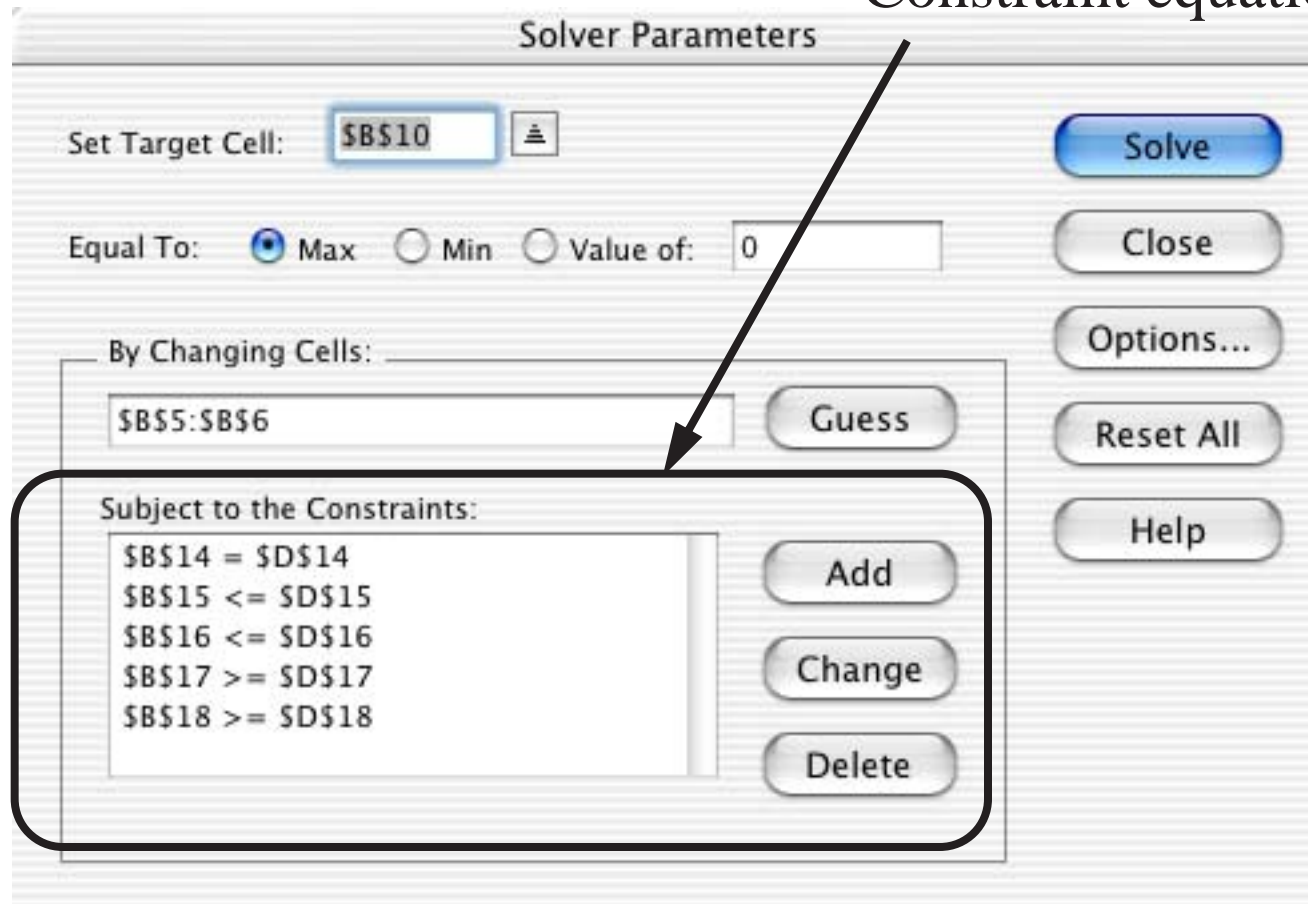 Constraint equatio
Solver Parameters
Set Target Cell: $B$10
Solve
Equal To: Max Min Value of: 0
Close
By Changing Cells:
Options...
$B$5:$B$6
Guess
Reset All
Subject to the Constraints:
Help
$B$14 = $D$14
$B$15 <= $D$15
$B$16 <= $D$16
$B$17 >= $D$17
$B$18 >= $D$18
Add
Change
Delete